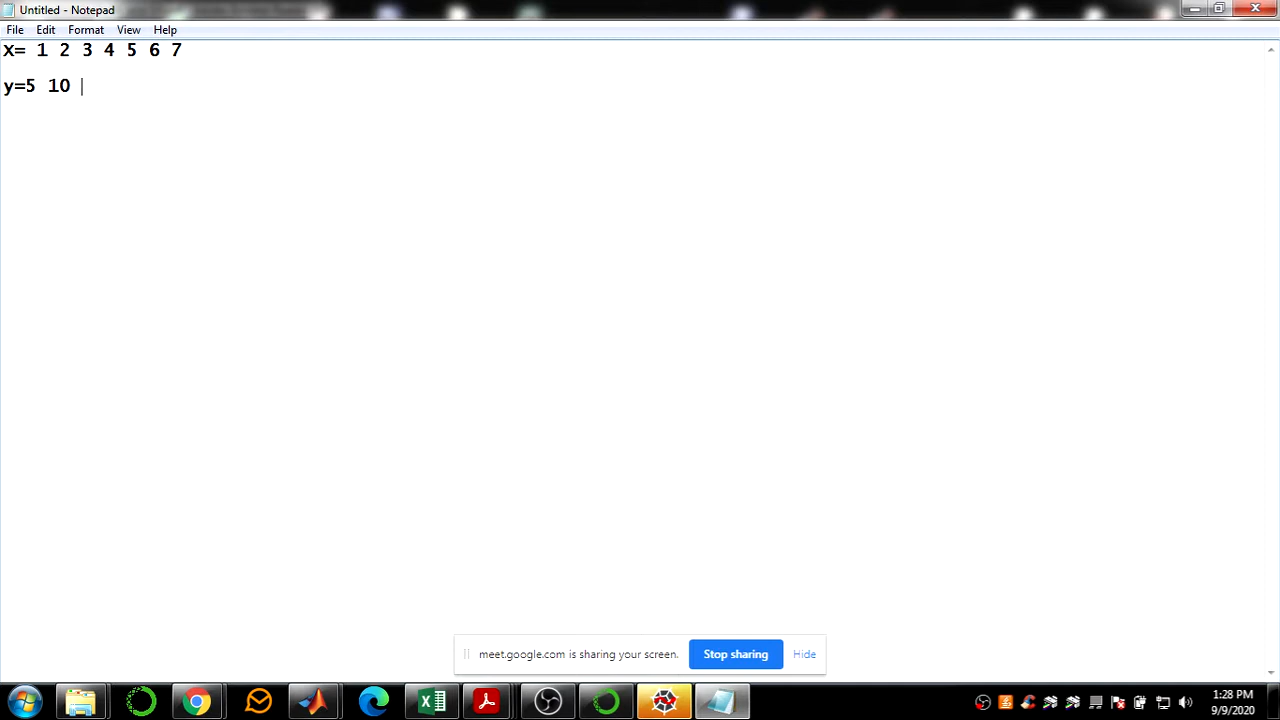 Untitled - Notepad
File Edit Format View Help
X= 1 2 3 4 5 6 7
y=5 10
meet.google.com is sharing your screen. Stop sharing Hide
1:28 PM
9/9/2020